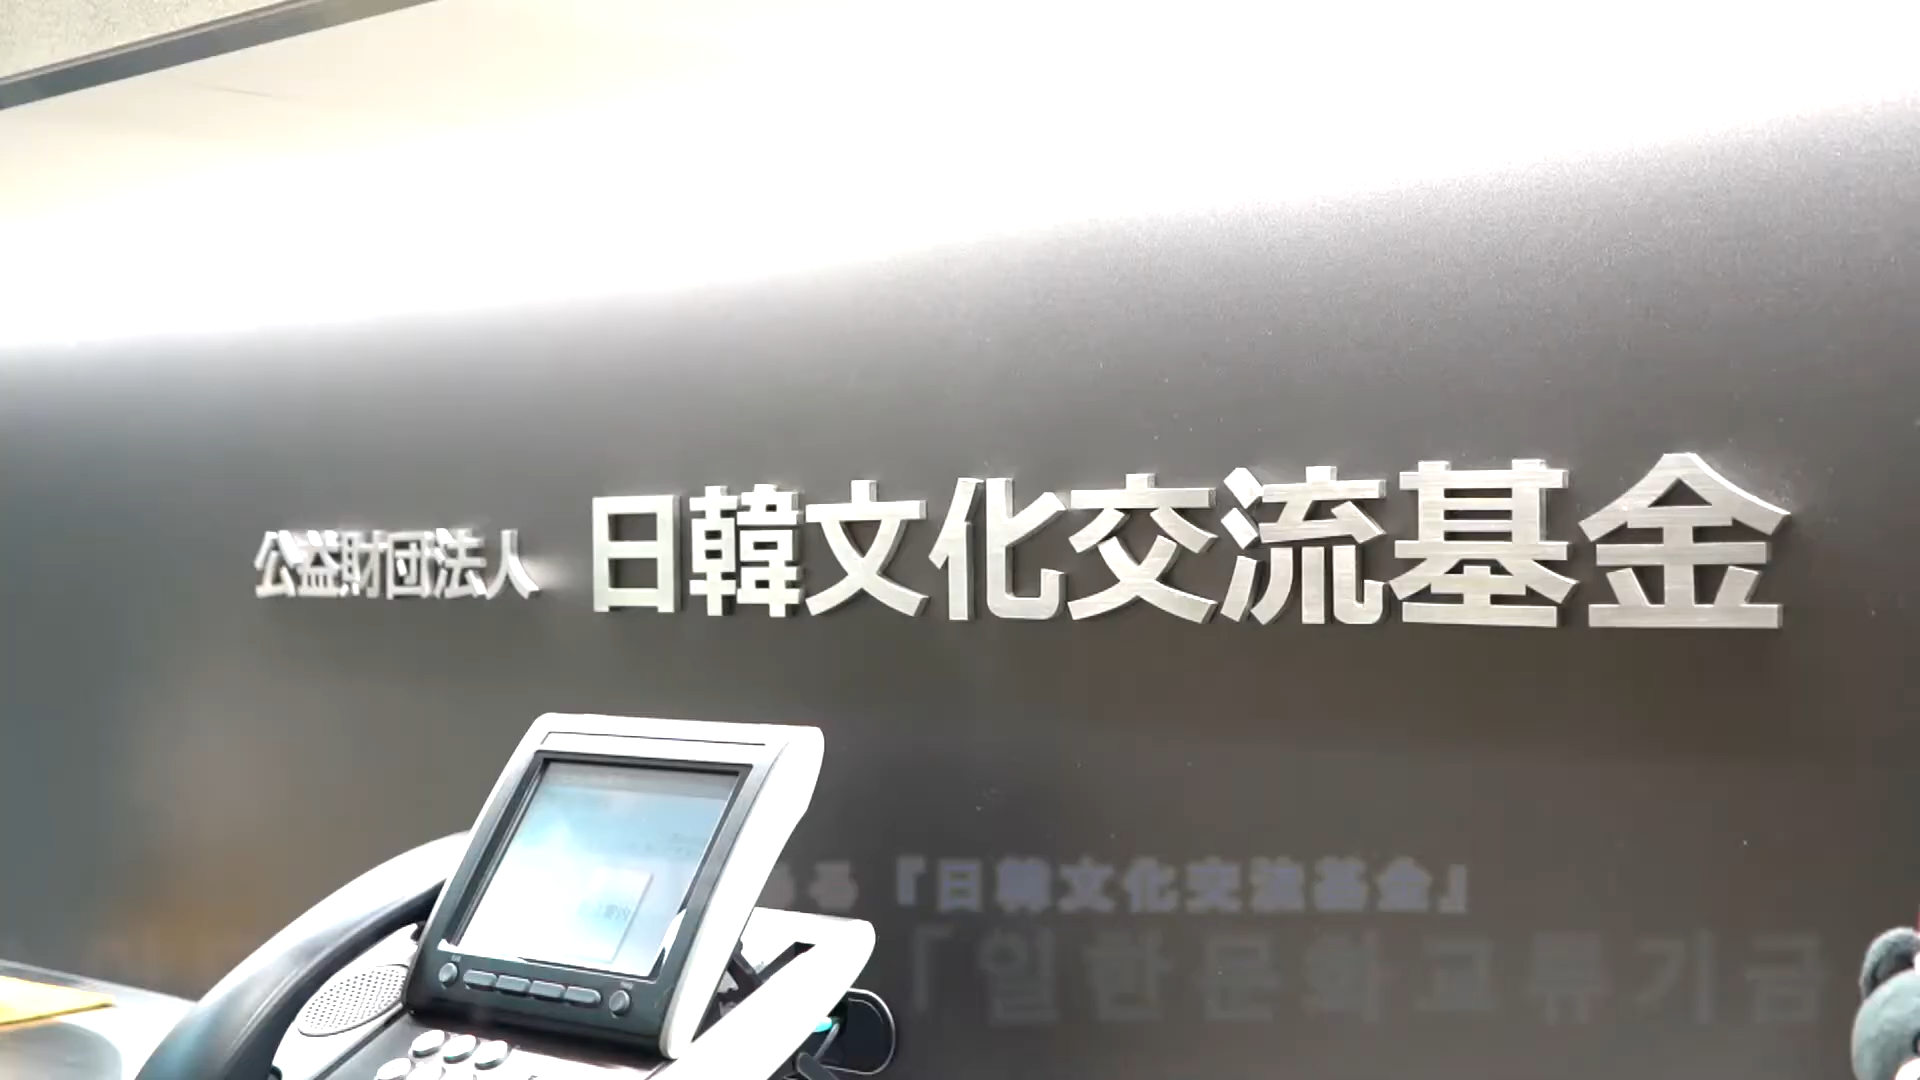 公益財団法人 日韓文化交流基金
『日韓文化交流基金』
「일한문화교류기금